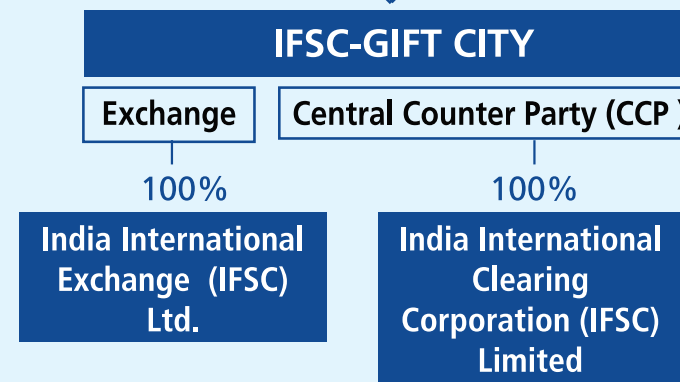 IFSC-GIFT CITY
Exchange
Central Counter Party (CCP )
100%
100%
India International
Exchange (IFSC)
Ltd.
India International
Clearing
Corporation (IFSC)
Limited